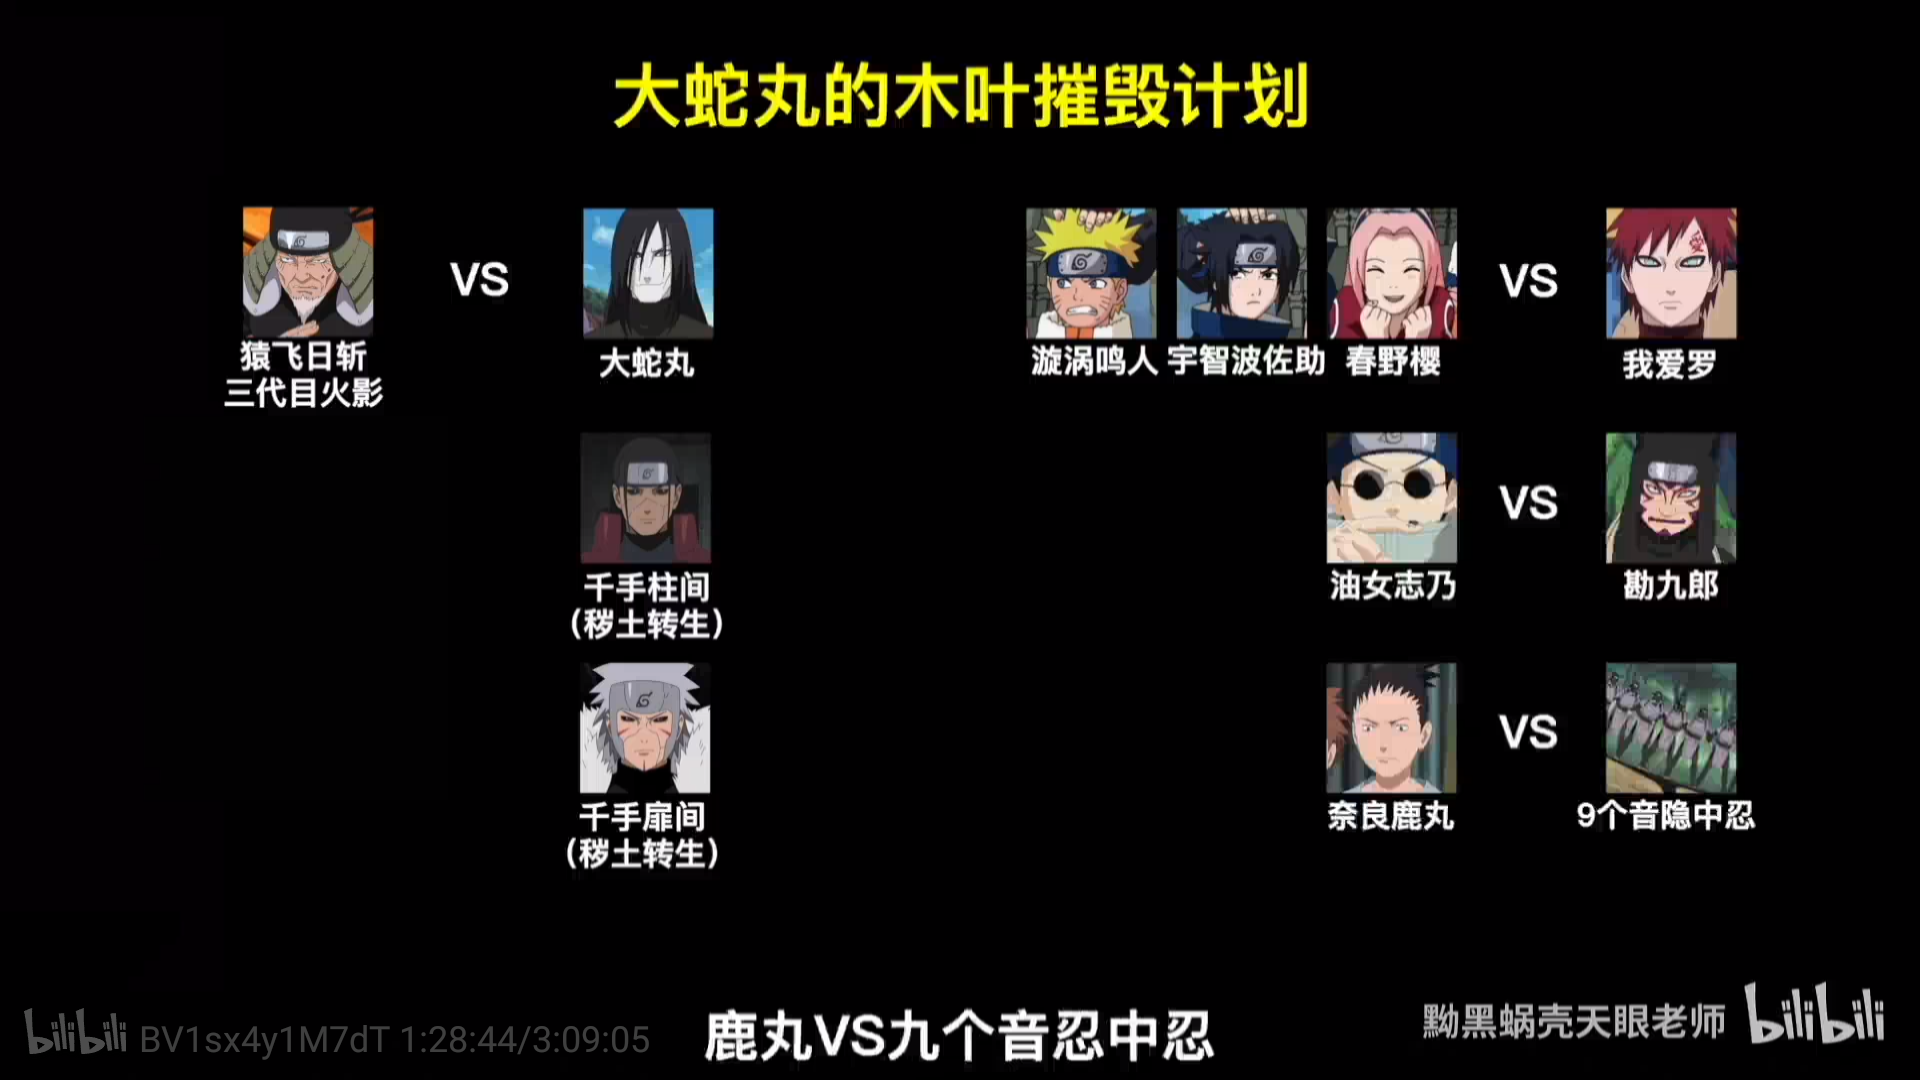 大蛇丸的木叶摧毁计划
猿飞日斩
三代目火影
VS
大蛇丸
漩涡鸣人
宇智波佐助
春野樱
VS
我爱罗
千手柱间
（秽土转生）
油女志乃
VS
勘九郎
千手扉间
（秽土转生）
奈良鹿丸
VS
9个音隐中忍
鹿丸VS九个音忍中忍
bilibili BV1sx4y1M7dT 1:28:44/3:09:05
黝黑蜗壳天眼老师 bilibili